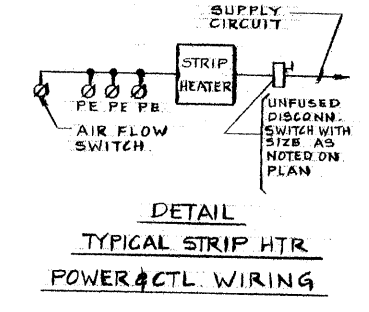 SUPPLY
CIRCUIT
STRIP
HEATER
PE PE PE
AIR FLOW
SWITCH
UNFUSED
DISCONN.
SWITCH WITH
SIZE AS
NOTED ON
PLAN
DETAIL
TYPICAL STRIP HTR
POWER & CTL. WIRING